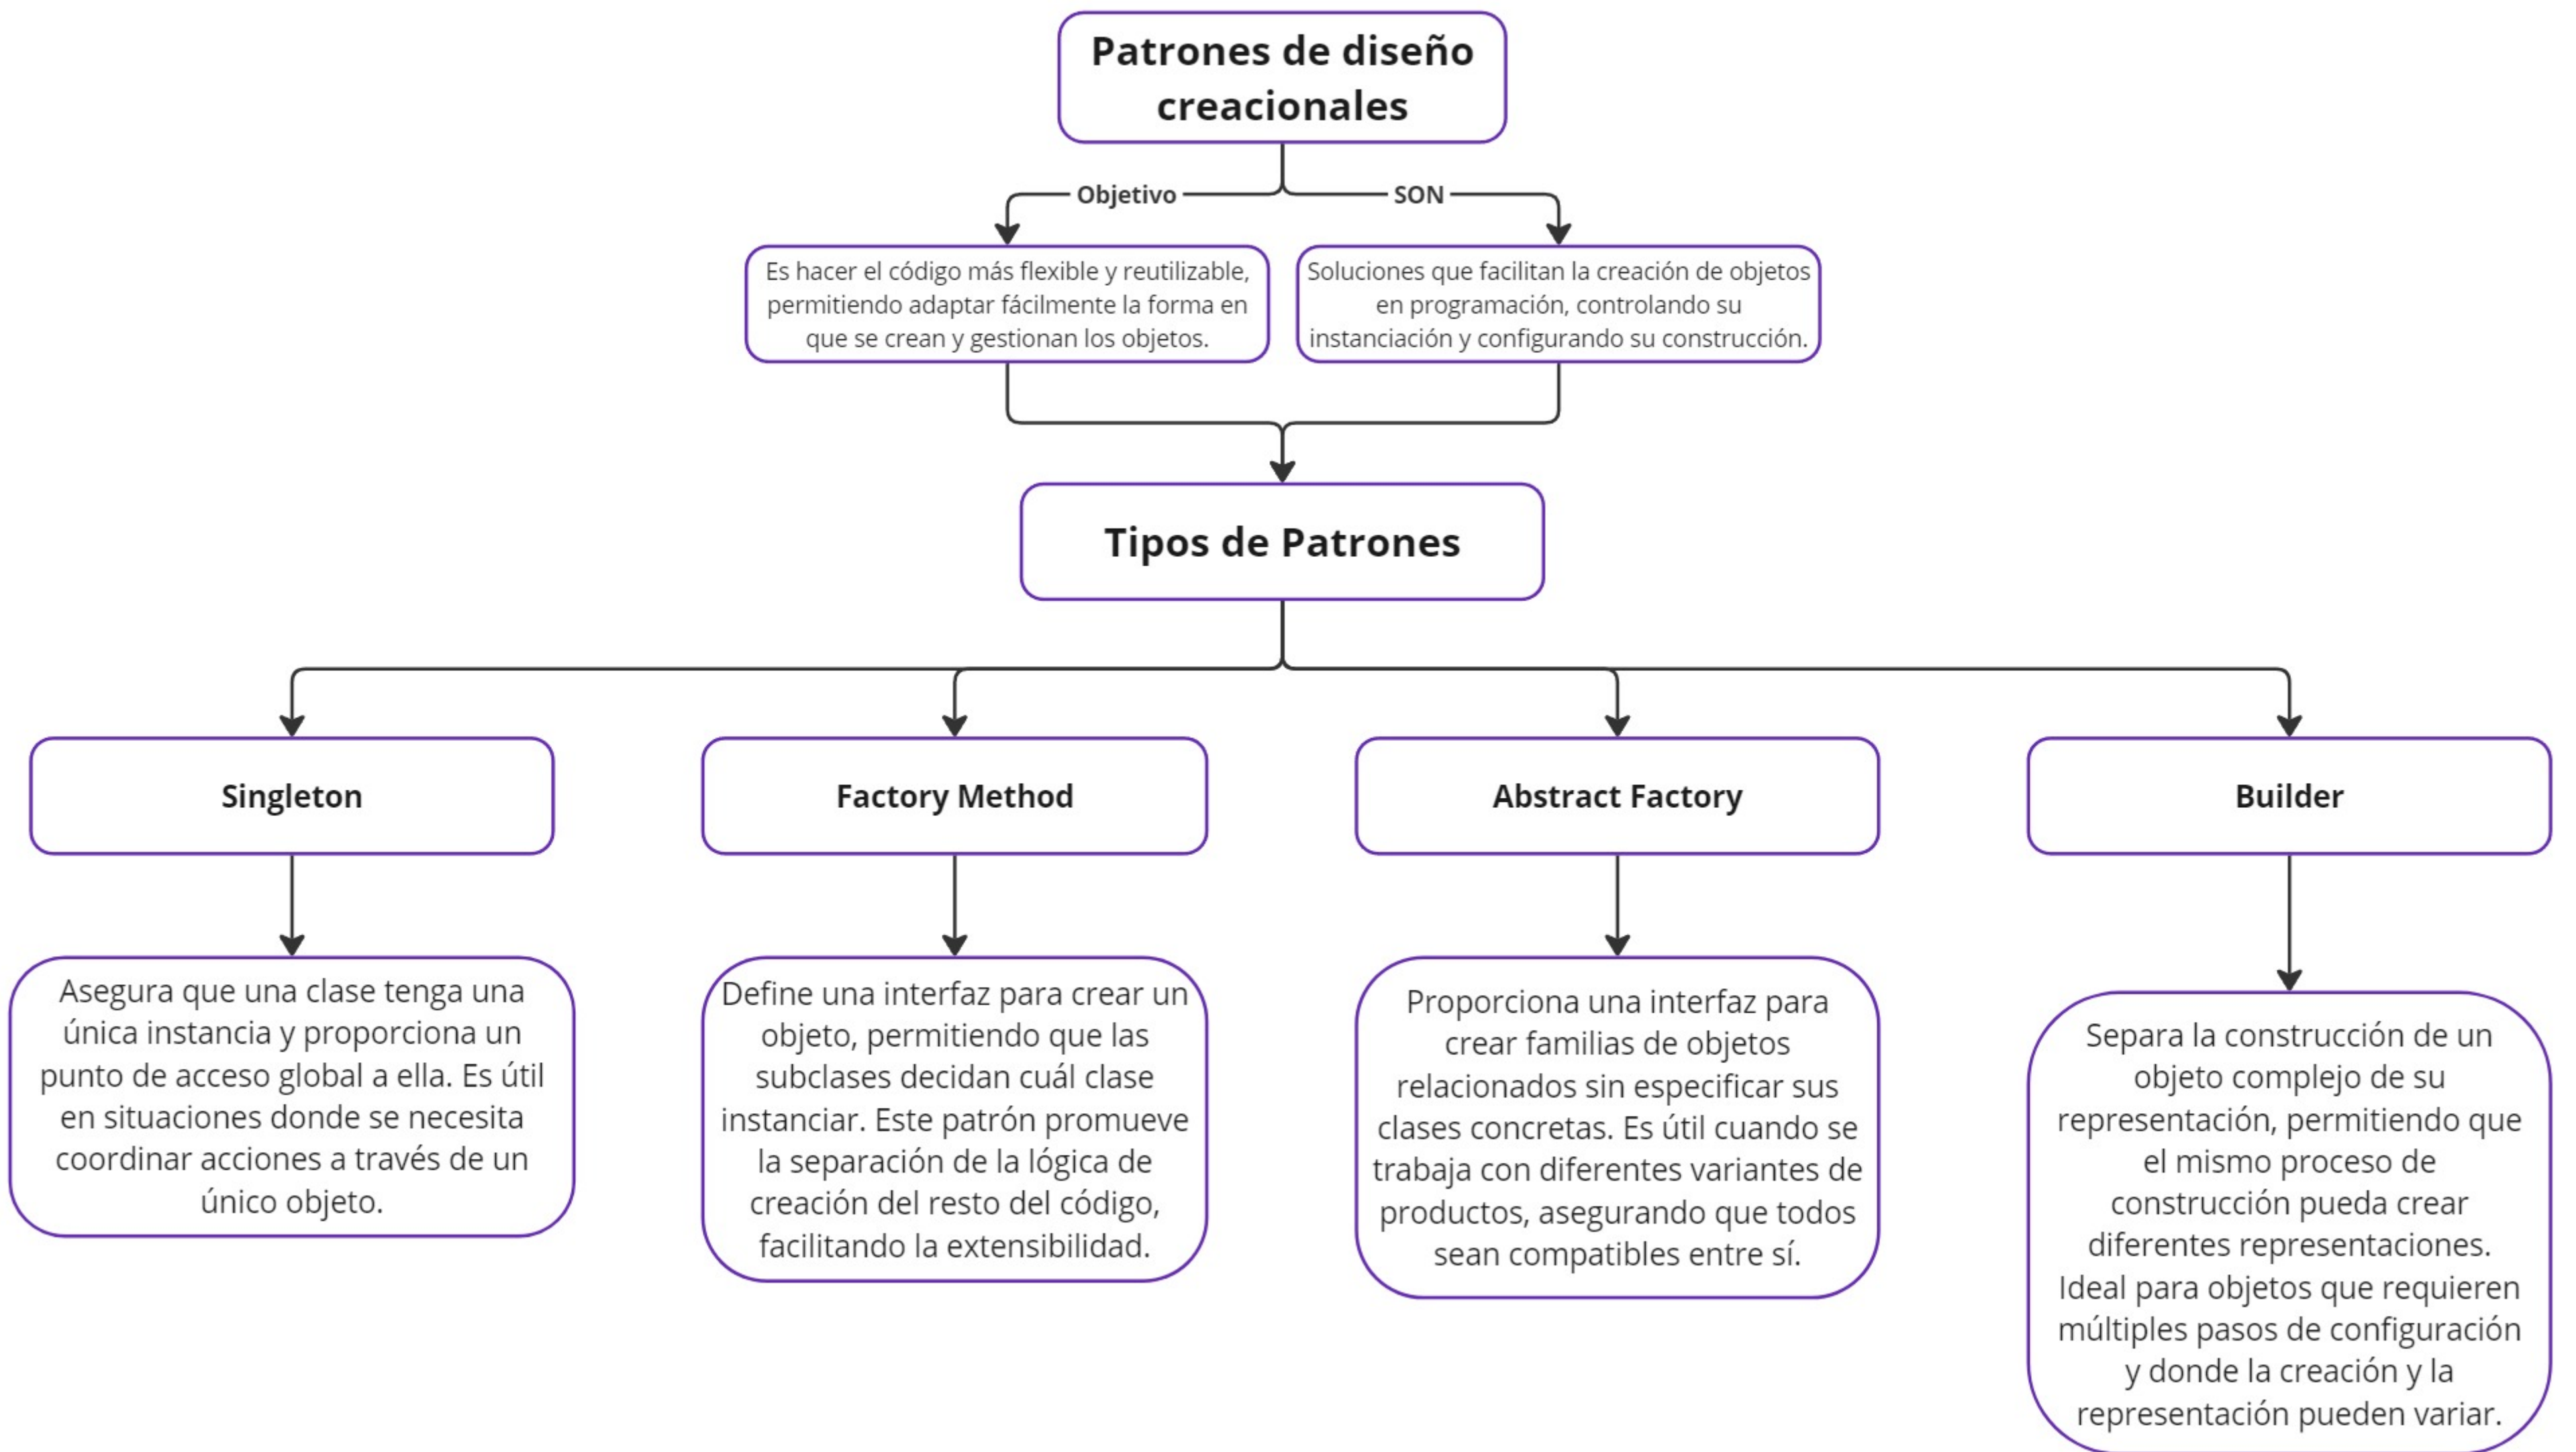 Patrones de diseño
creacionales
Objetivo
SON
Es hacer el código más flexible y reutilizable,
permitiendo adaptar fácilmente la forma en
que se crean y gestionan los objetos.
Soluciones que facilitan la creación de objetos
en programación, controlando su
instanciación y configurando su construcción.
Tipos de Patrones
Singleton
Factory Method
Abstract Factory
Builder
Asegura que una clase tenga una
única instancia y proporciona un
punto de acceso global a ella. Es útil
en situaciones donde se necesita
coordinar acciones a través de un
único objeto.
Define una interfaz para crear un
objeto, permitiendo que las
subclases decidan cuál clase
instanciar. Este patrón promueve
la separación de la lógica de
creación del resto del código,
facilitando la extensibilidad.
Proporciona una interfaz para
crear familias de objetos
relacionados sin especificar sus
clases concretas. Es útil cuando se
trabaja con diferentes variantes de
productos, asegurando que todos
sean compatibles entre sí.
Separa la construcción de un
objeto complejo de su
representación, permitiendo que
el mismo proceso de
construcción pueda crear
diferentes representaciones.
Ideal para objetos que requieren
múltiples pasos de configuración
y donde la creación y la
representación pueden variar.